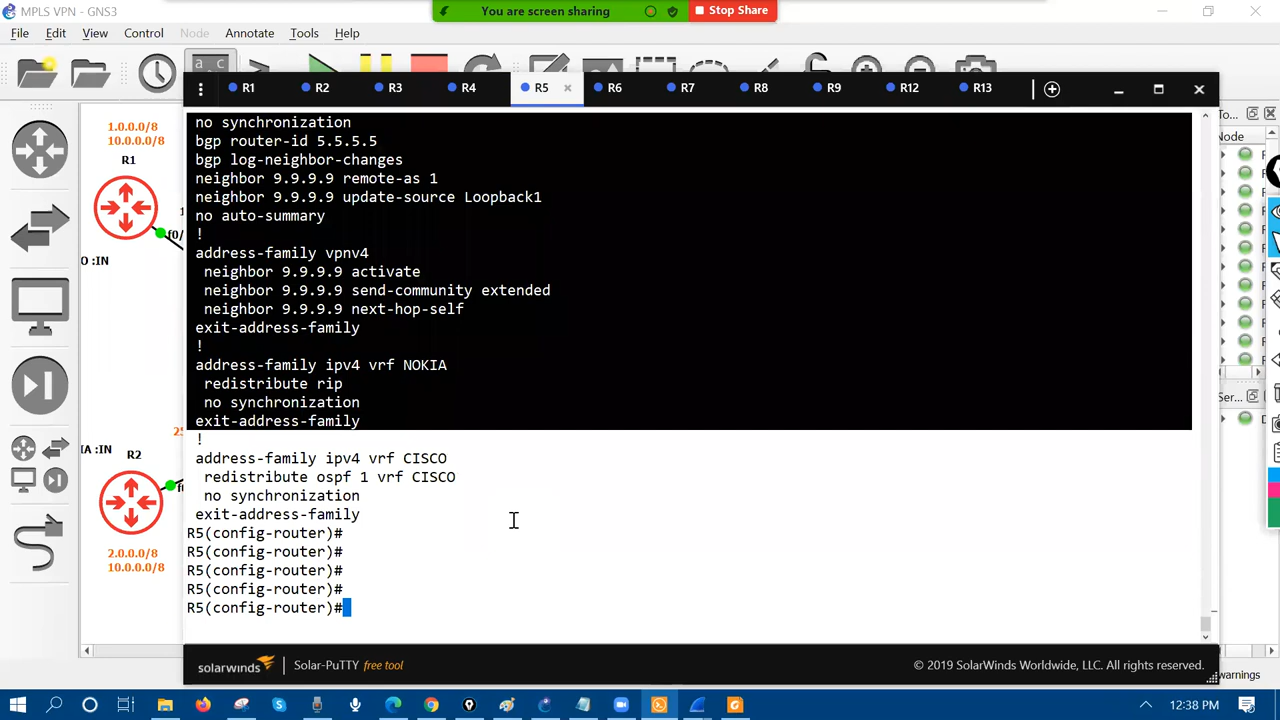 MPLS VPN - GNS3
You are screen sharing
Stop Share
File Edit View Control Node Annotate Tools Help
R1 R2 R3 R4 R5 R6 R7 R8 R9 R12 R13
1.0.0.0/8
10.0.0.0/8
R1
f0/
O :IN
IA :IN
R2
2.0.0.0/8
10.0.0.0/8
no synchronization
bgp router-id 5.5.5.5
bgp log-neighbor-changes
neighbor 9.9.9.9 remote-as 1
neighbor 9.9.9.9 update-source Loopback1
no auto-summary
!
address-family vpnv4
neighbor 9.9.9.9 activate
neighbor 9.9.9.9 send-community extended
neighbor 9.9.9.9 next-hop-self
exit-address-family
!
address-family ipv4 vrf NOKIA
redistribute rip
no synchronization
exit-address-family
!
address-family ipv4 vrf CISCO
redistribute ospf 1 vrf CISCO
no synchronization
exit-address-family
R5(config-router)#
R5(config-router)#
R5(config-router)#
R5(config-router)#
R5(config-router)#
To...
Node
Ser...
warnings
solarwinds Solar-PuTTY free tool
© 2019 SolarWinds Worldwide, LLC. All rights reserved.
12:38 PM